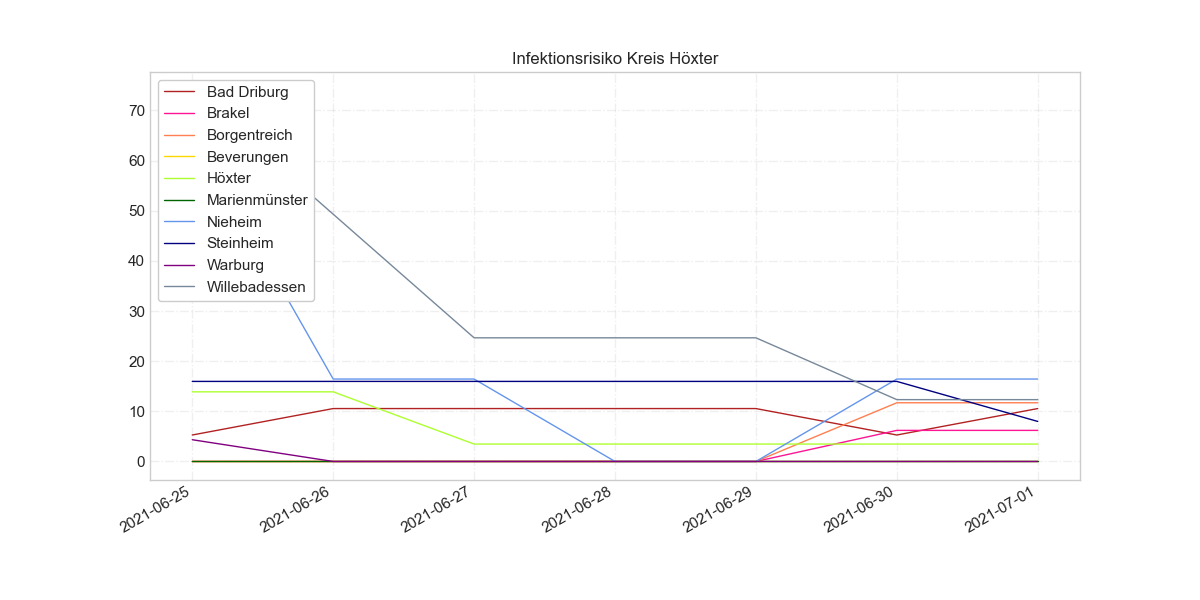 Infektionsrisiko Kreis Höxter
Bad Driburg
Brakel
Borgentreich
Beverungen
Höxter
Marienmünster
Nieheim
Steinheim
Warburg
Willebadessen
70
60
50
40
30
20
10
0
2021-06-25
2021-06-26
2021-06-27
2021-06-28
2021-06-29
2021-06-30
2021-07-01